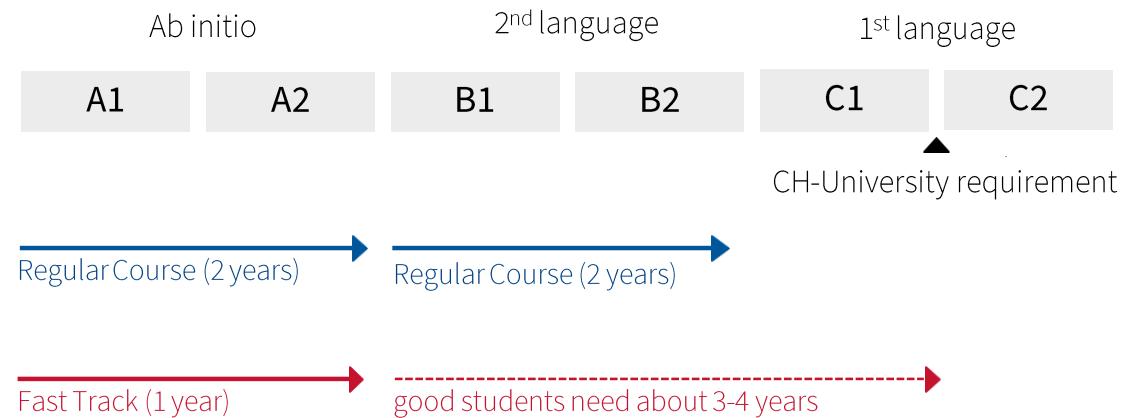 Ab initio
2nd language
1st language
A1
A2
B1
B2
C1
C2
CH-University requirement
Regular Course (2 years)
Regular Course (2 years)
Fast Track (1 year)
good students need about 3-4 years